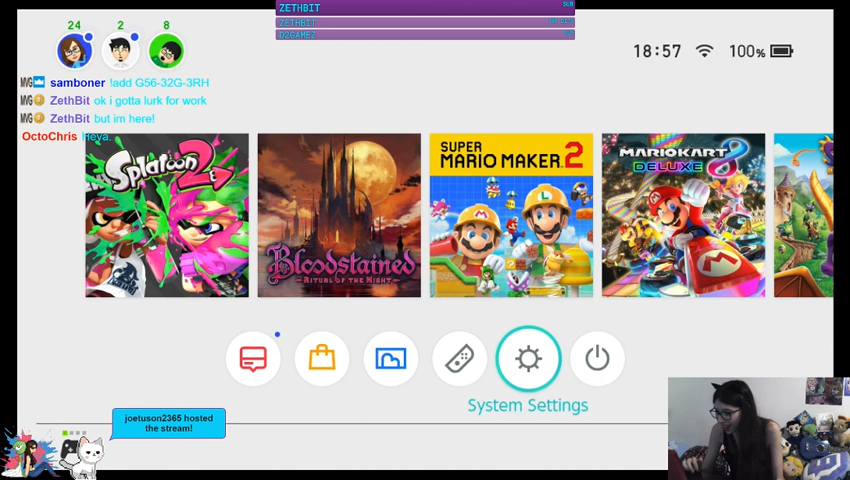 ZETHBIT
SUB
ZETHBIT
D2GAMEZ
24
2
8
18:57
100%
samboner !add G56-32G-3RH
ZethBit ok i gotta lurk for work
ZethBit but im here!
OctoChris Heya.
Splatoon 2
Bloodstained
RITUAL OF THE NIGHT
SUPER
MARIO MAKER 2
MARIOKART 8
DELUXE
System Settings
joetuson2365 hosted
the stream!